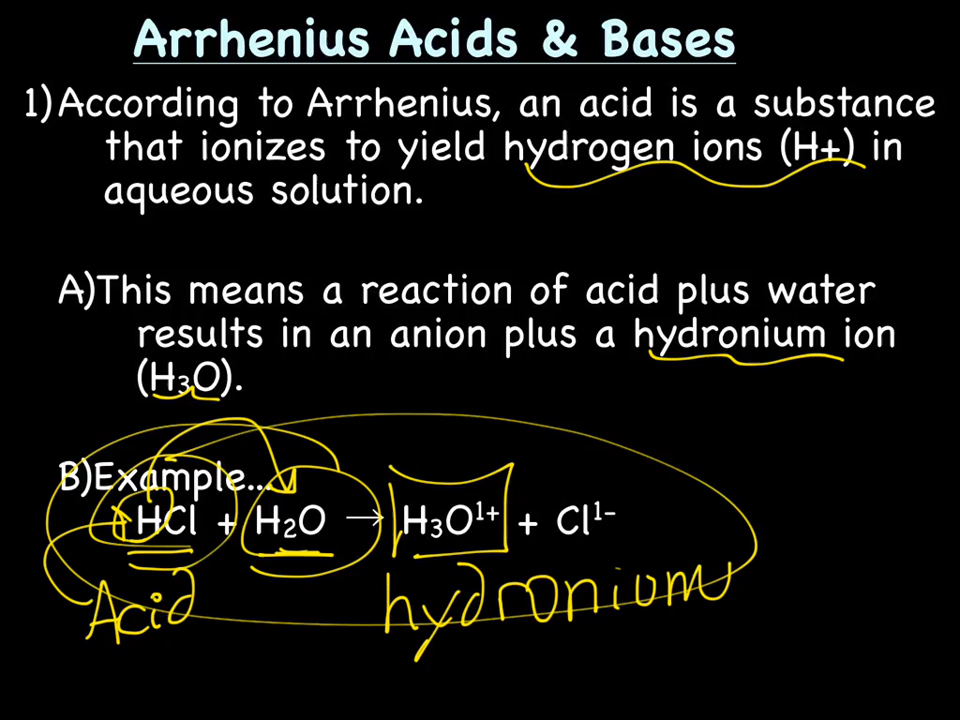 Arrhenius Acids & Bases
1) According to Arrhenius, an acid is a substance
that ionizes to yield hydrogen ions (H+) in
aqueous solution.
A) This means a reaction of acid plus water
results in an anion plus a hydronium ion
(H₃O).
B) Example...
HCl + H₂O → H₃O¹⁺ + Cl¹⁻
Acid hydronium